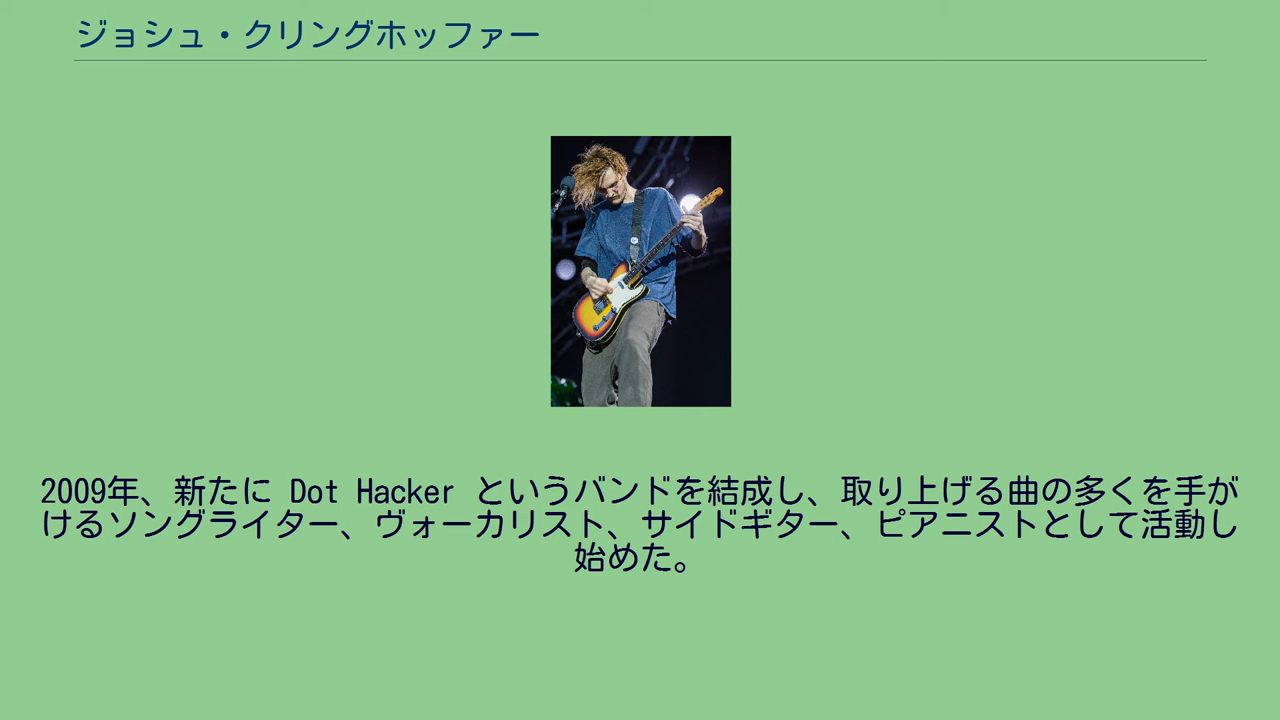 ジョシュ・クリングホッファー
2009年、新たに Dot Hacker というバンドを結成し、取り上げる曲の多くを手が
けるソングライター、ヴォーカリスト、サイドギター、ピアニストとして活動し
始めた。